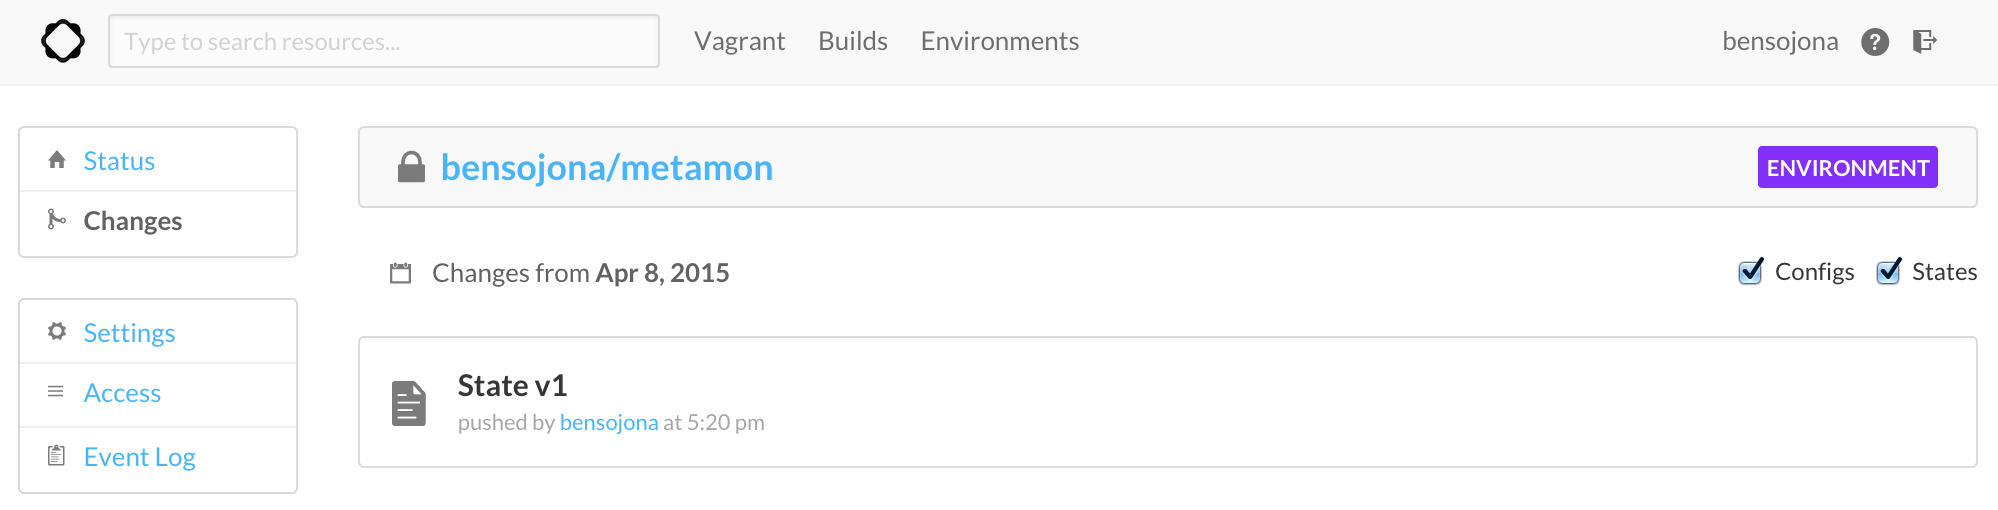 Type to search resources...
Vagrant
Builds
Environments
bensojona
?
Status
Changes
Settings
Access
Event Log
bensojona/metamon
ENVIRONMENT
Changes from Apr 8, 2015
Configs
States
State v1
pushed by bensojona at 5:20 pm